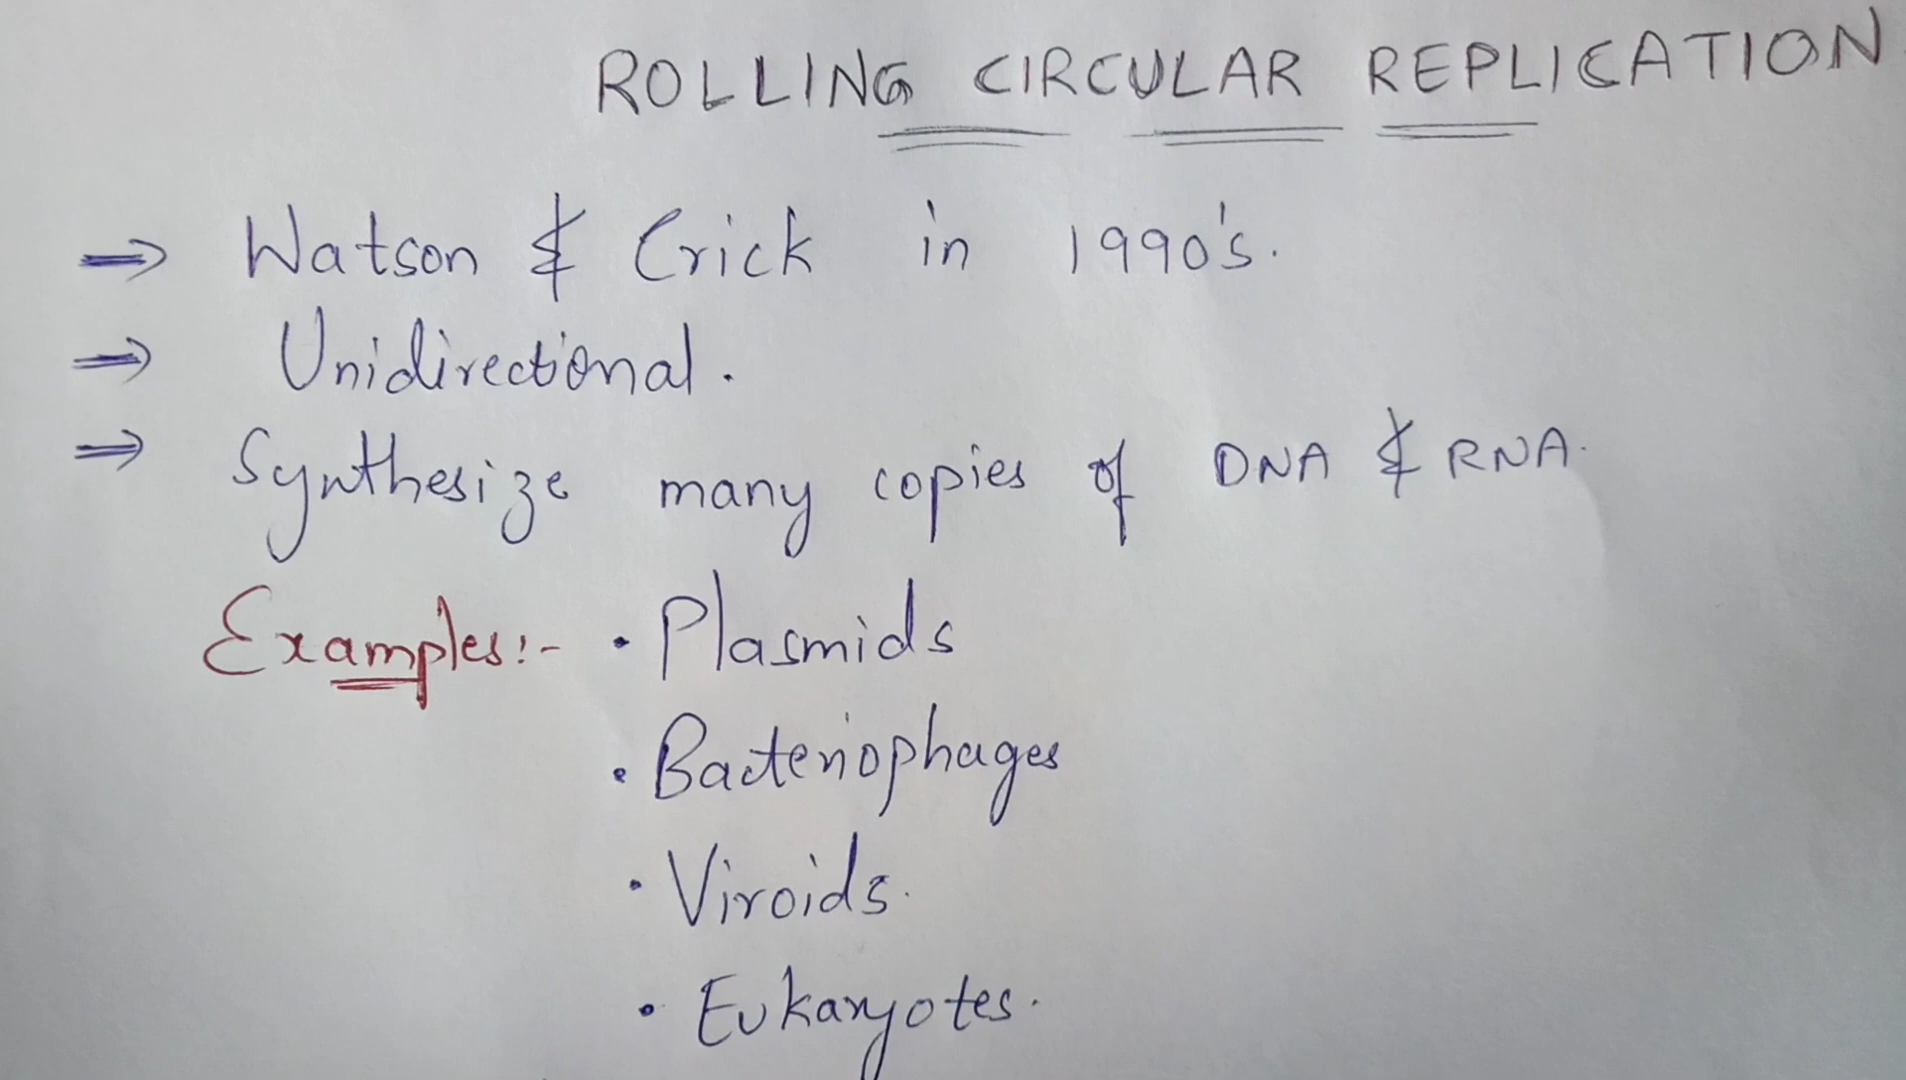 ROLLING CIRCULAR REPLICATION
⇒ Watson & Crick in 1990's.
⇒ Unidirectional.
⇒ Synthesize many copies of DNA & RNA.
Examples:- • Plasmids
• Bacteriophages
• Viroids.
• Eukaryotes.